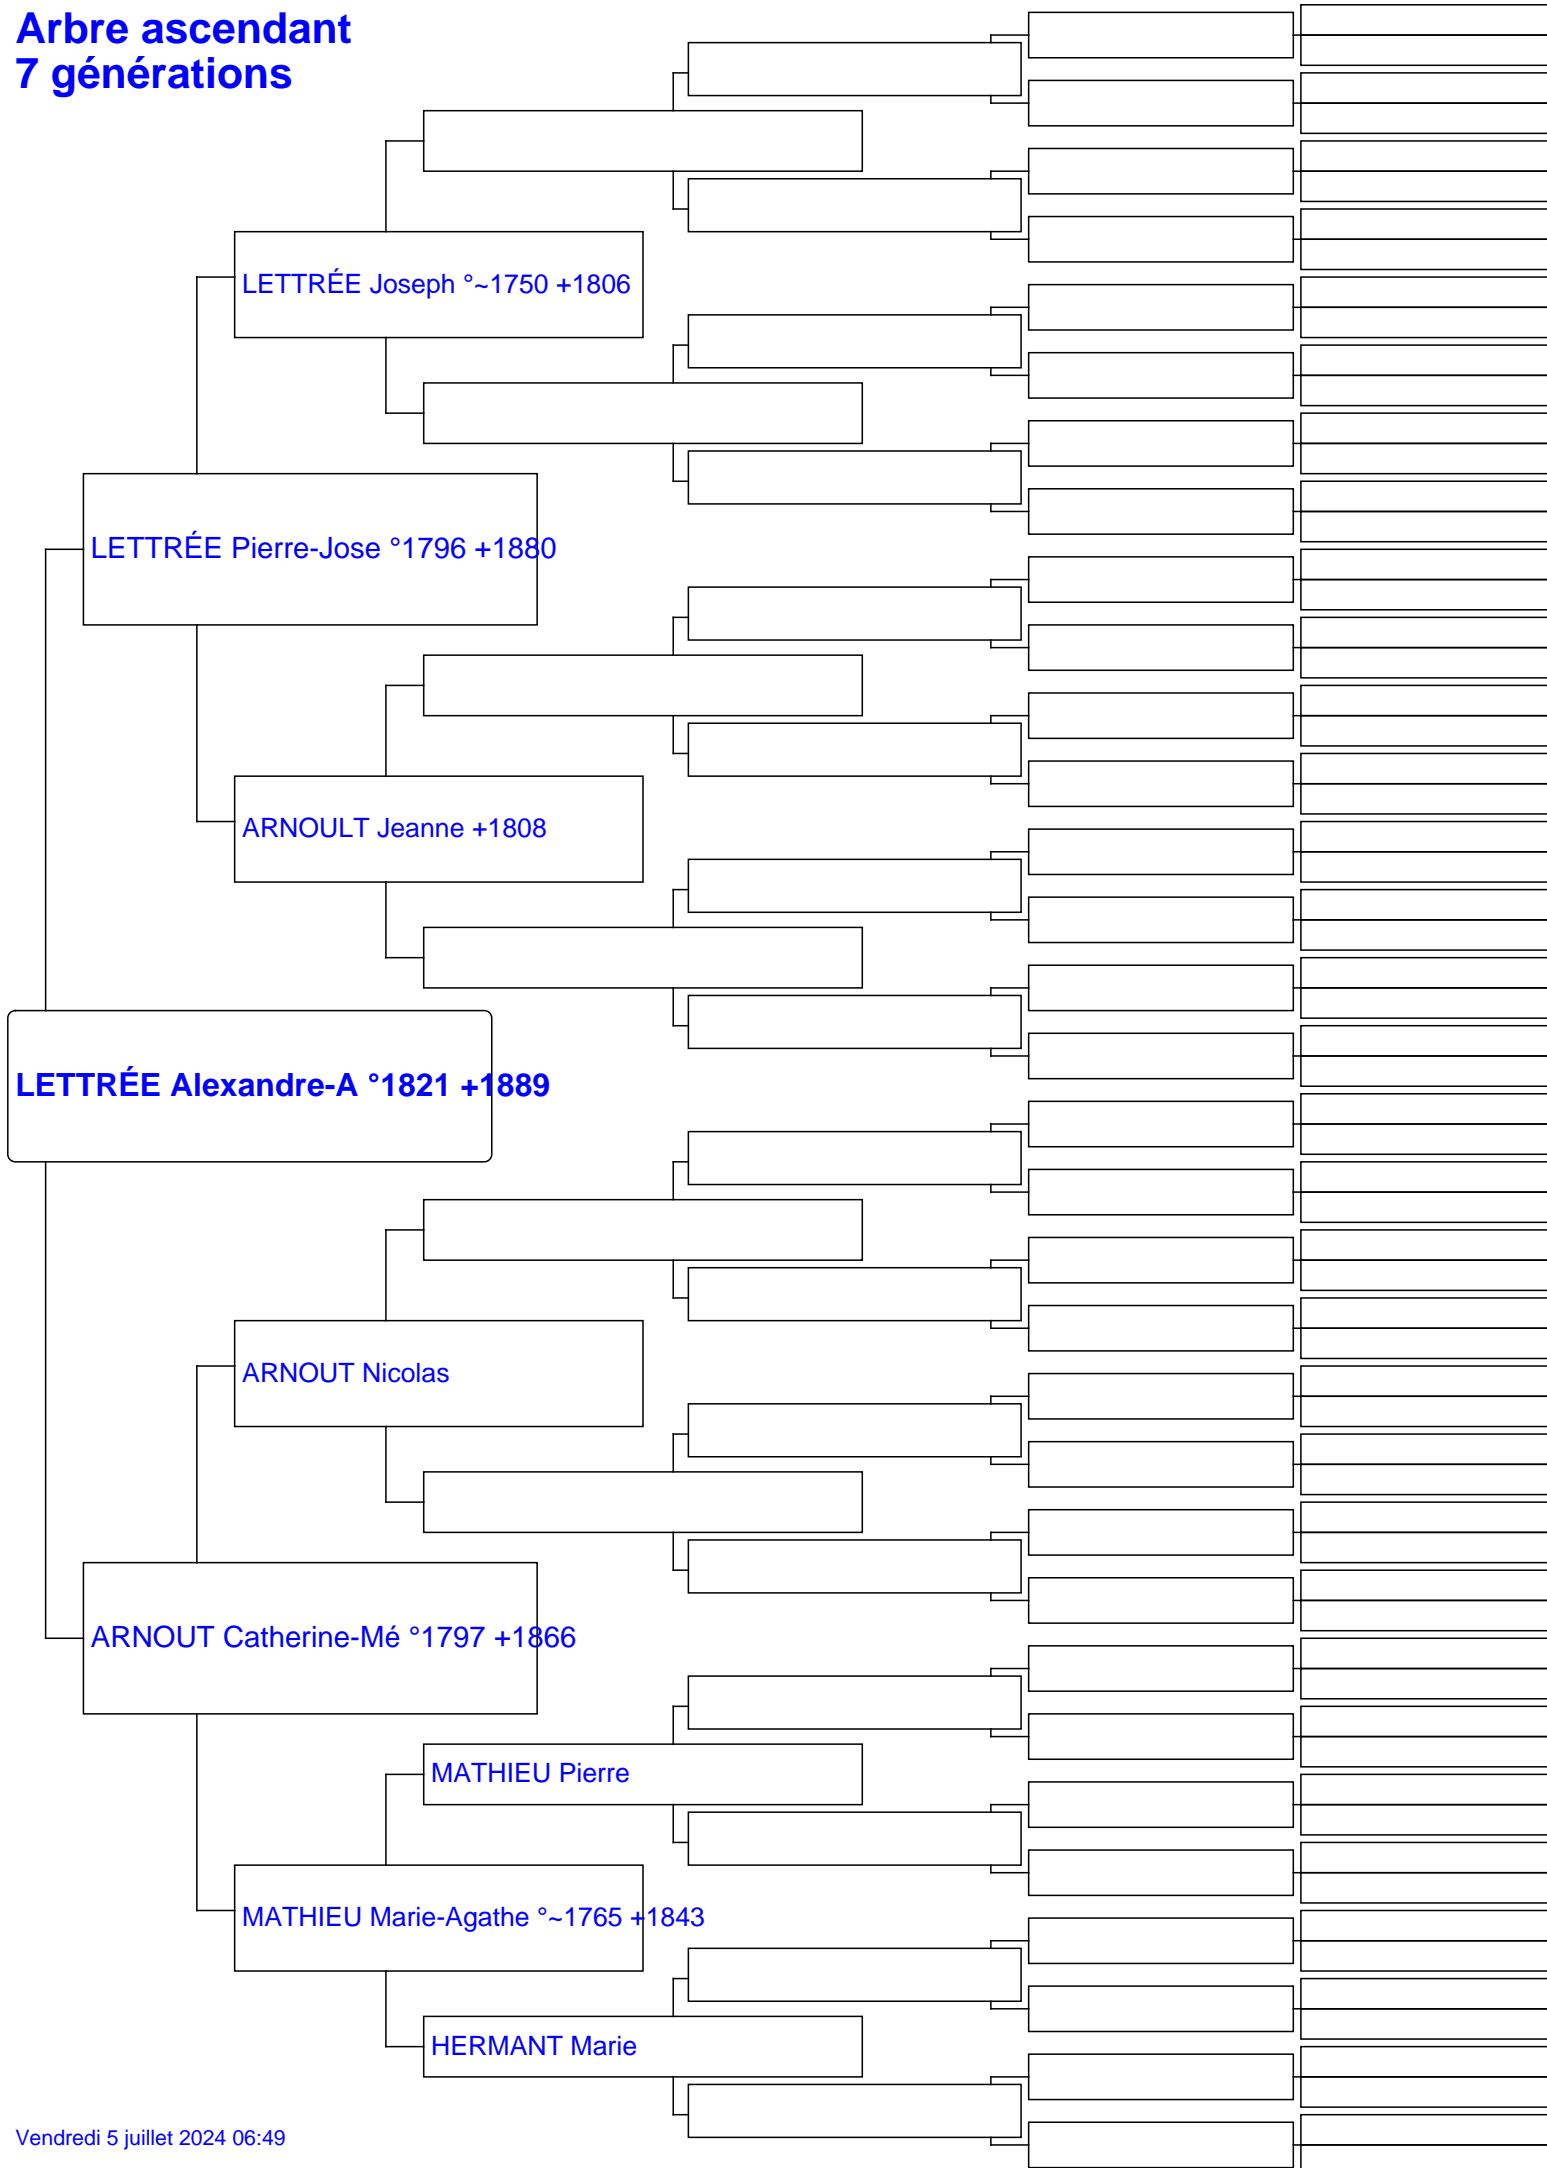 Arbre ascendant
7 générations
LETTRÉE Joseph °~1750 +1806
LETTRÉE Pierre-Jose °1796 +1880
ARNOULT Jeanne +1808
LETTRÉE Alexandre-A °1821 +1889
ARNOUT Nicolas
ARNOUT Catherine-Mé °1797 +1866
MATHIEU Pierre
MATHIEU Marie-Agathe °~1765 +1843
HERMANT Marie
Vendredi 5 juillet 2024 06:49